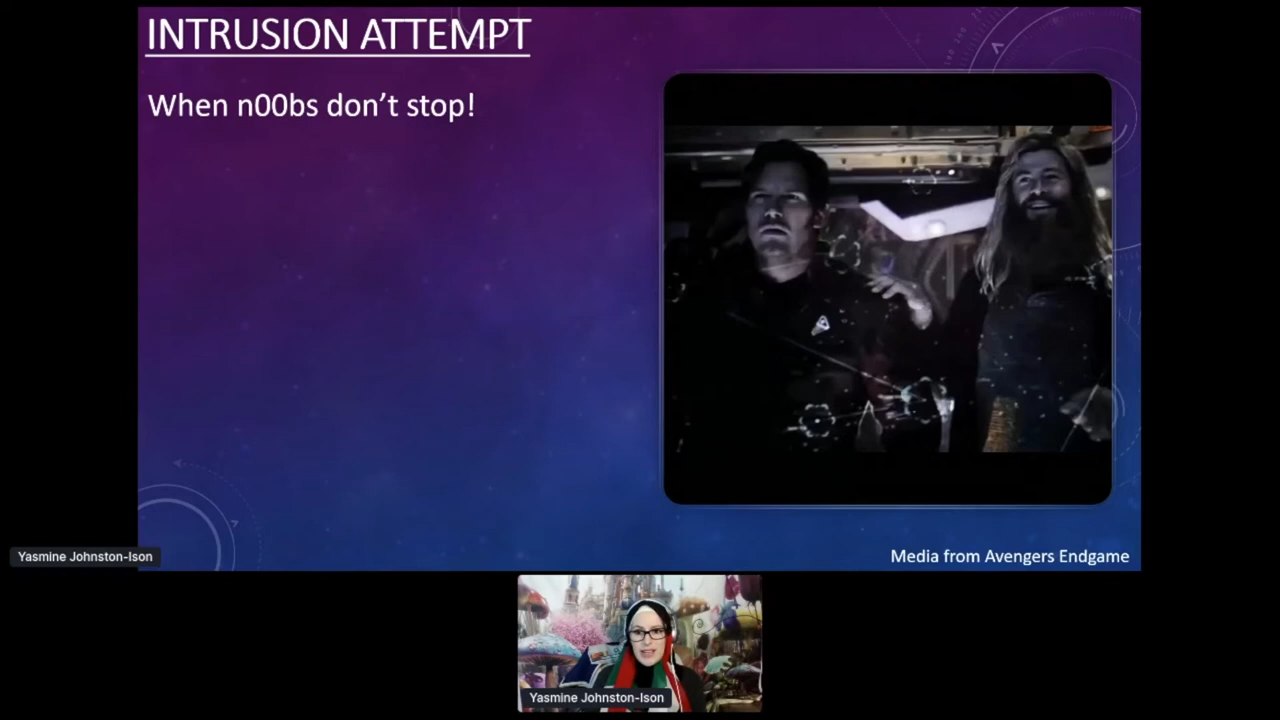 INTRUSION ATTEMPT
When n00bs don’t stop!
Media from Avengers Endgame
Yasmine Johnston-Ison
Yasmine Johnston-Ison